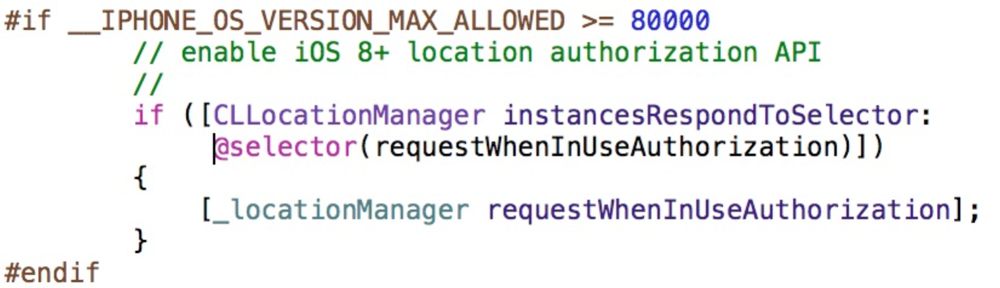 #if __IPHONE_OS_VERSION_MAX_ALLOWED >= 80000
// enable iOS 8+ location authorization API
//
if ([CLLocationManager instancesRespondToSelector:
@selector(requestWhenInUseAuthorization)])
{
[_locationManager requestWhenInUseAuthorization];
}
#endif